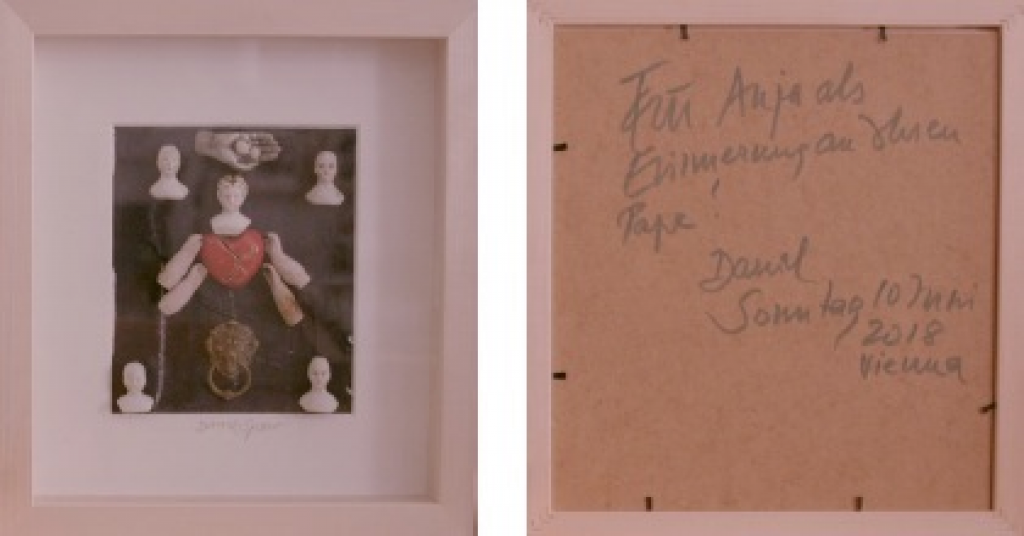 Für Anja als
Erinnerung an Ihren
Papa!
Daniel
Sonntag 10 Juni
2018
Vienna